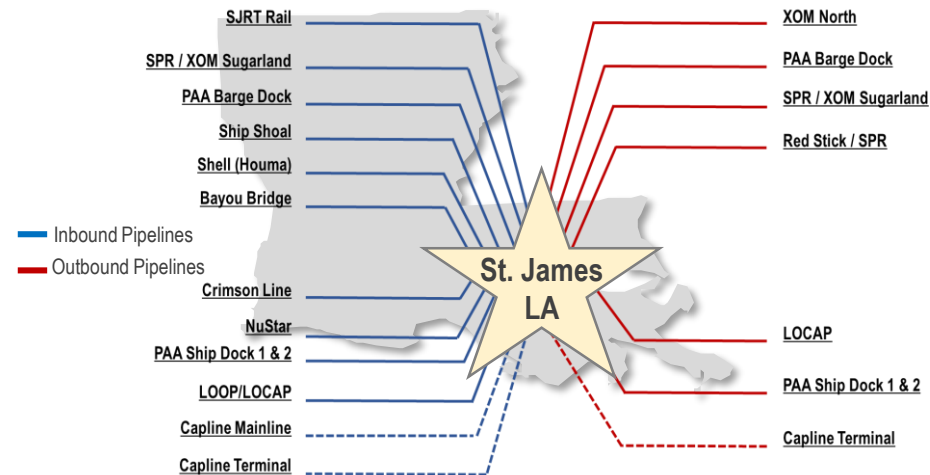 SJRT Rail
SPR / XOM Sugarland
PAA Barge Dock
Ship Shoal
Shell (Houma)
Bayou Bridge
Inbound Pipelines
Outbound Pipelines
Crimson Line
NuStar
PAA Ship Dock 1 & 2
LOOP/LOCAP
Capline Mainline
Capline Terminal
St. James
LA
XOM North
PAA Barge Dock
SPR / XOM Sugarland
Red Stick / SPR
LOCAP
PAA Ship Dock 1 & 2
Capline Terminal